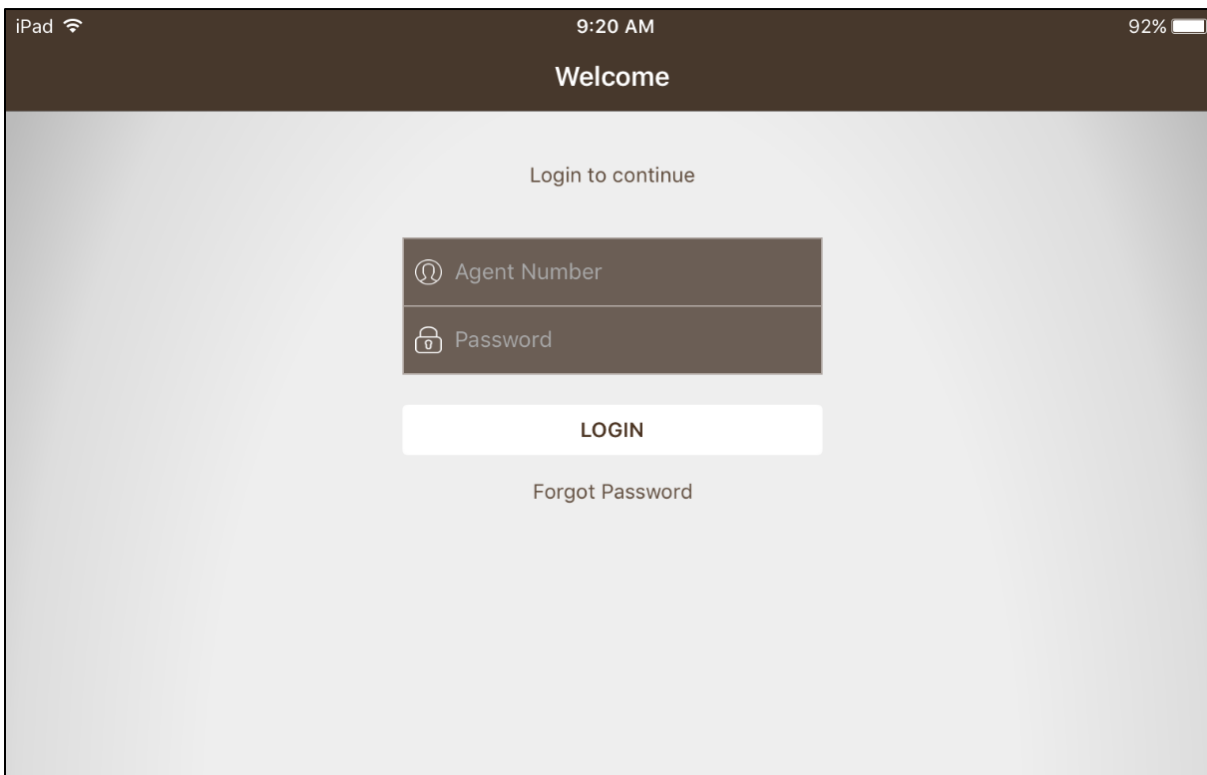 iPad 9:20 AM 92%
Welcome
Login to continue
Agent Number
Password
LOGIN
Forgot Password